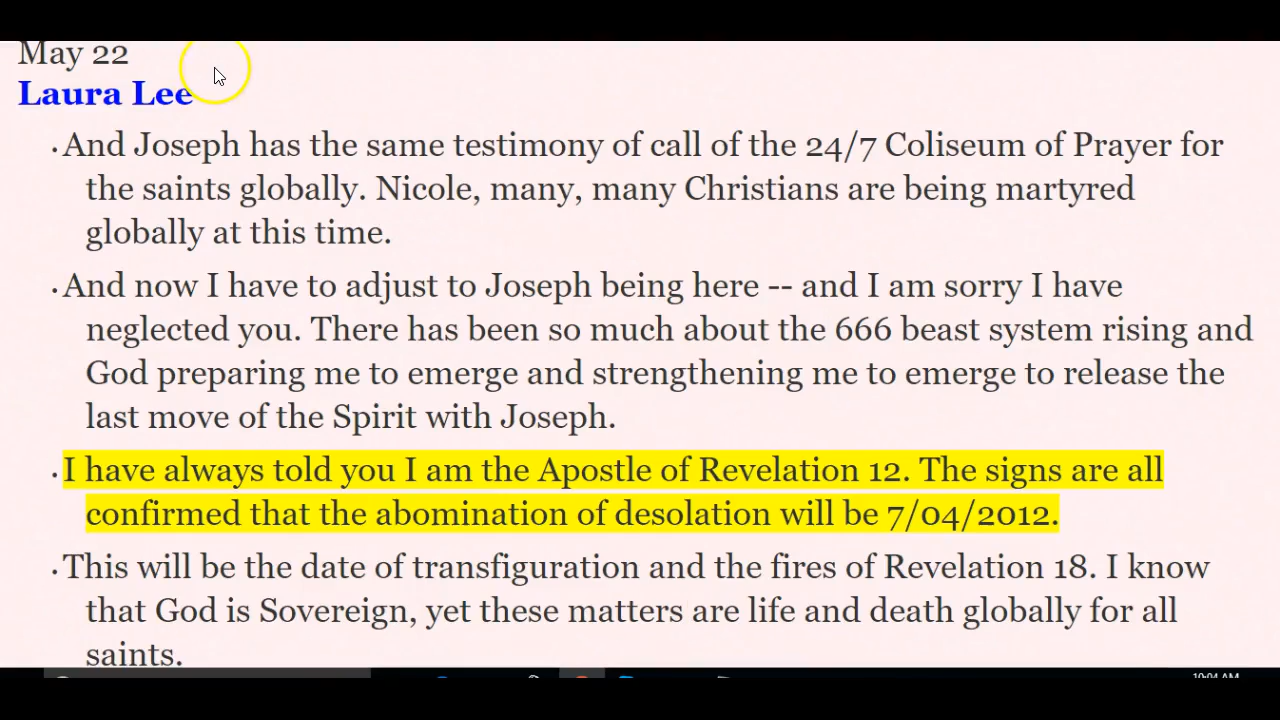 May 22
Laura Lee
· And Joseph has the same testimony of call of the 24/7 Coliseum of Prayer for
the saints globally. Nicole, many, many Christians are being martyred
globally at this time.
· And now I have to adjust to Joseph being here -- and I am sorry I have
neglected you. There has been so much about the 666 beast system rising and
God preparing me to emerge and strengthening me to emerge to release the
last move of the Spirit with Joseph.
· I have always told you I am the Apostle of Revelation 12. The signs are all
confirmed that the abomination of desolation will be 7/04/2012.
· This will be the date of transfiguration and the fires of Revelation 18. I know
that God is Sovereign, yet these matters are life and death globally for all
saints.
10:04 AM